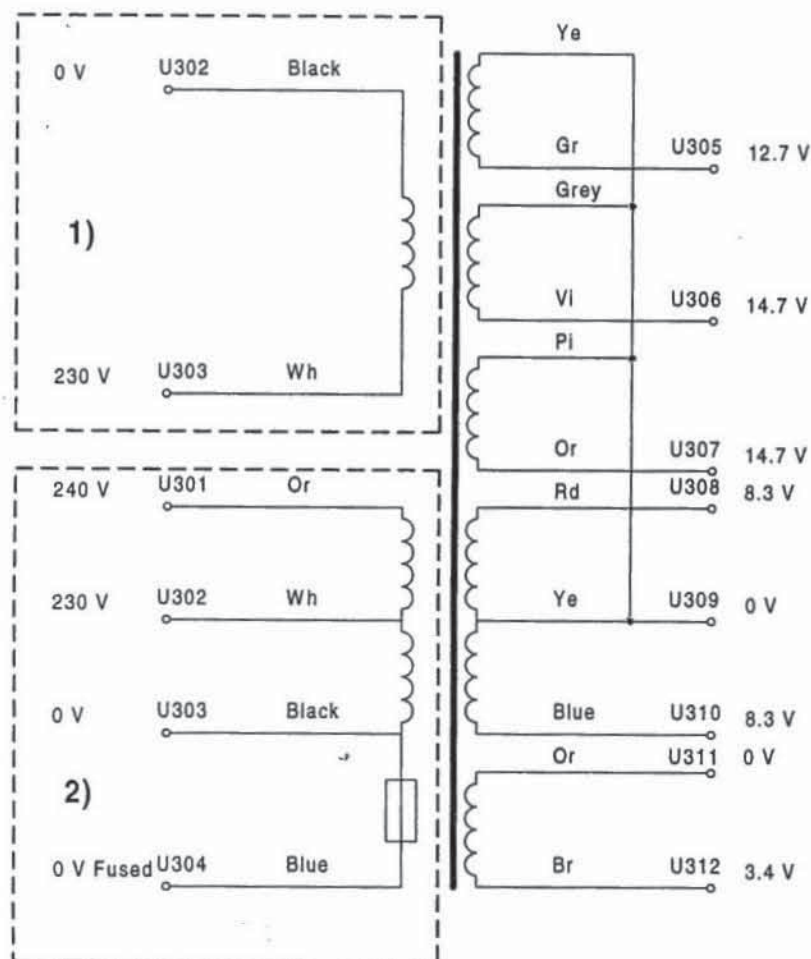 0 V U302 Black
1)
230 V U303 Wh
240 V U301 Or
230 V U302 Wh
0 V U303 Black
2)
0 V Fused U304 Blue
Ye
Gr U305 12.7 V
Grey
Vi U306 14.7 V
Pi
Or U307 14.7 V
Rd U308 8.3 V
Ye U309 0 V
Blue U310 8.3 V
Or U311 0 V
Br U312 3.4 V